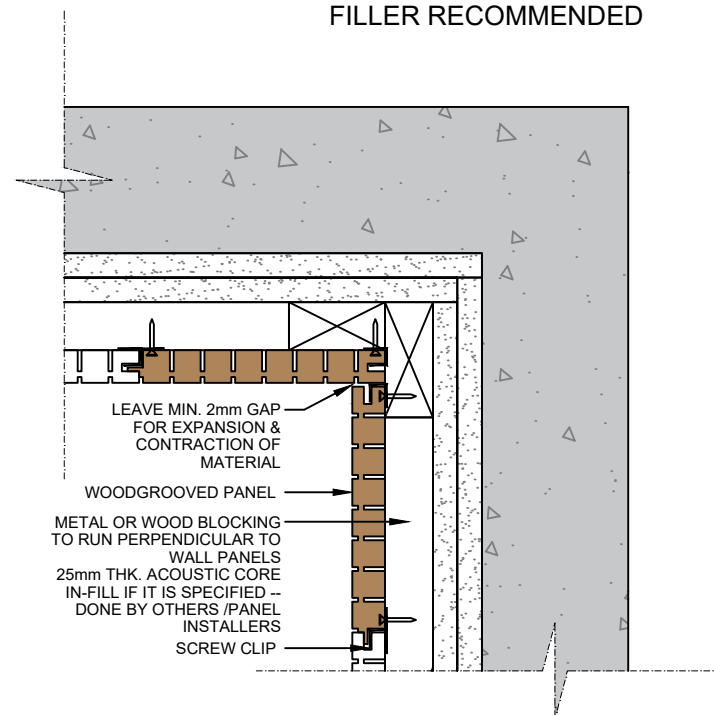 FILLER RECOMMENDED
LEAVE MIN. 2mm GAP
FOR EXPANSION &
CONTRACTION OF
MATERIAL
WOODGROOVED PANEL
METAL OR WOOD BLOCKING
TO RUN PERPENDICULAR TO
WALL PANELS
25mm THK. ACOUSTIC CORE
IN-FILL IF IT IS SPECIFIED --
DONE BY OTHERS /PANEL
INSTALLERS
SCREW CLIP